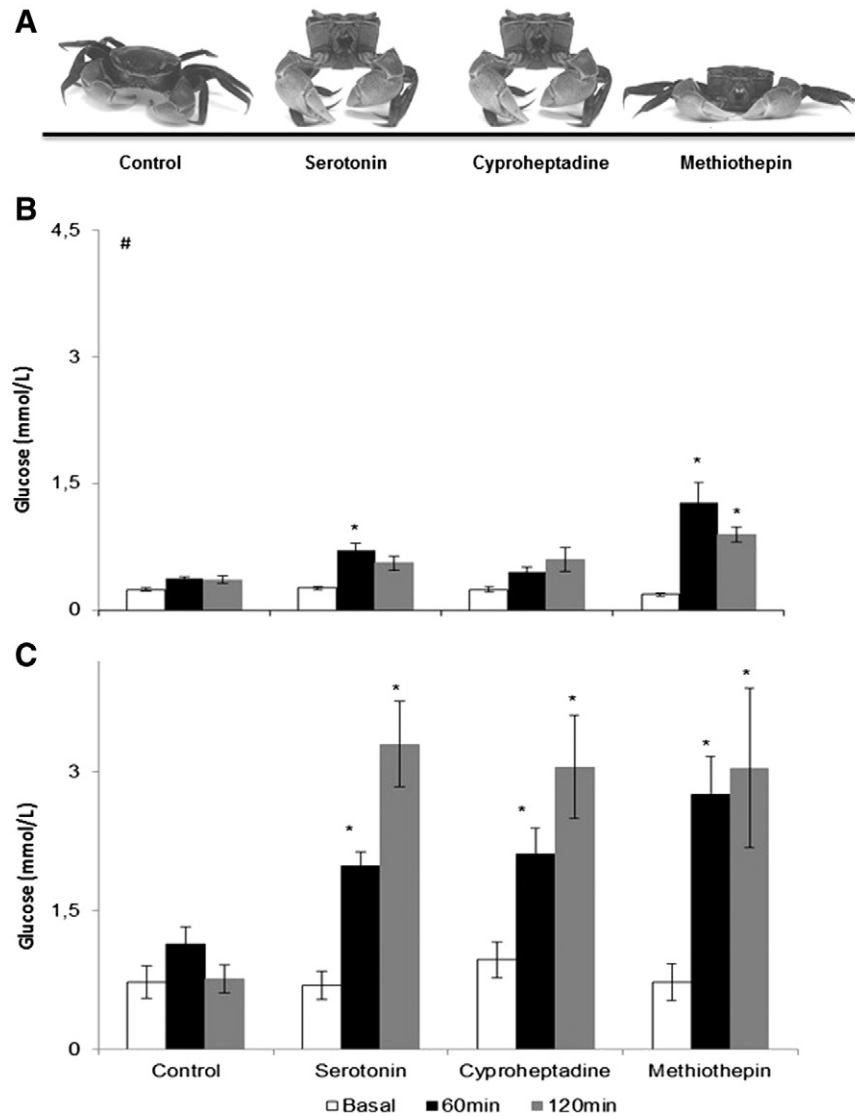 A
Control Serotonin Cyproheptadine Methiothepin
B
4,5
#
3
Glucose (mmol/L)
* *
1,5
*
0
C
* * *
3
*
* *
Glucose (mmol/L)
1,5
0
Control Serotonin Cyproheptadine Methiothepin
Basal 60min 120min